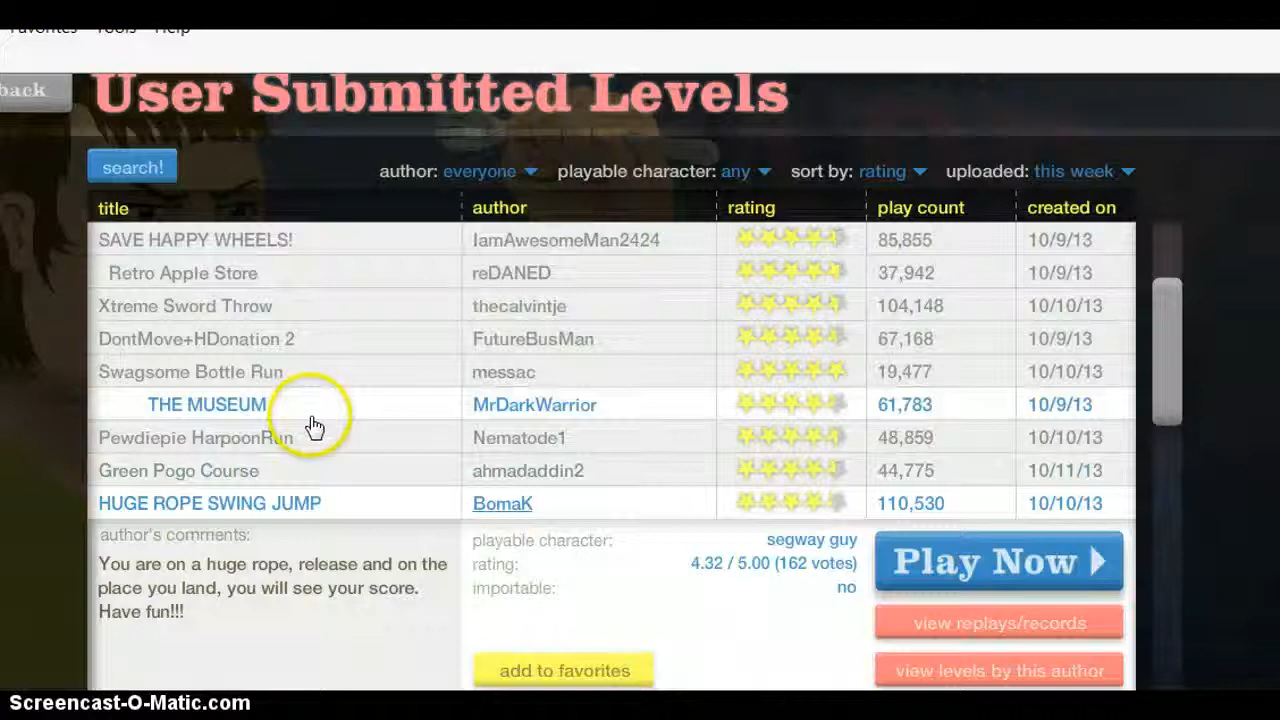 Favorites Tools Help
back
User Submitted Levels
search!
author: everyone playable character: any sort by: rating uploaded: this week
title author rating play count created on
SAVE HAPPY WHEELS! IamAwesomeMan2424 85,855 10/9/13
Retro Apple Store reDANED 37,942 10/9/13
Xtreme Sword Throw thecalvintje 104,148 10/10/13
DontMove+HDonation 2 FutureBusMan 67,168 10/9/13
Swagsome Bottle Run messac 19,477 10/10/13
THE MUSEUM MrDarkWarrior 61,783 10/9/13
Pewdiepie HarpoonRun Nematode1 48,859 10/10/13
Green Pogo Course ahmadaddin2 44,775 10/11/13
HUGE ROPE SWING JUMP BomaK 110,530 10/10/13
author's comments:
You are on a huge rope, release and on the
place you land, you will see your score.
Have fun!!!
playable character: segway guy
rating: 4.32 / 5.00 (162 votes)
importable: no
add to favorites
Play Now
view replays/records
view levels by this author
Screencast-O-Matic.com